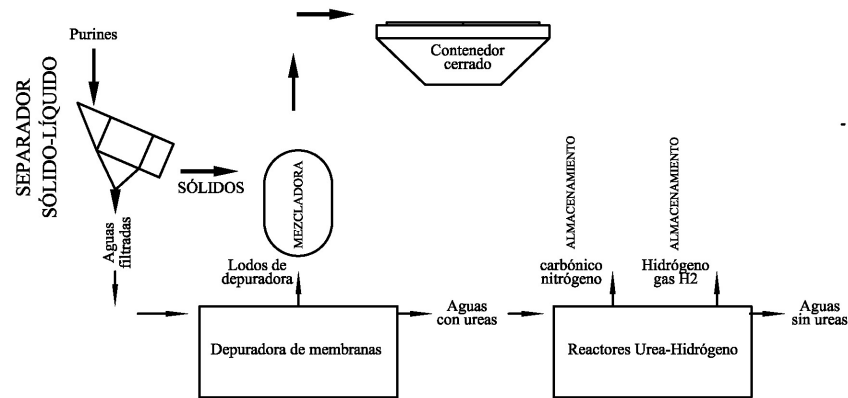 Purines
Contenedor
cerrado
SEPARADOR
SÓLIDO-LÍQUIDO
SÓLIDOS
MEZCLADORA
ALMACENAMIENTO
ALMACENAMIENTO
Aguas
filtradas
Lodos de
depuradora
carbónico
nitrógeno
Hidrógeno
gas H2
Aguas
con ureas
Aguas
sin ureas
Depuradora de membranas
Reactores Urea-Hidrógeno